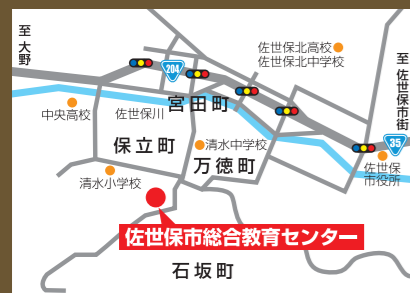 至大野
204
佐世保北高校
佐世保北中学校
至佐世保市街
宮田町
中央高校
佐世保川
35
保立町
清水中学校
万徳町
佐世保
市役所
清水小学校
佐世保市総合教育センター
石坂町